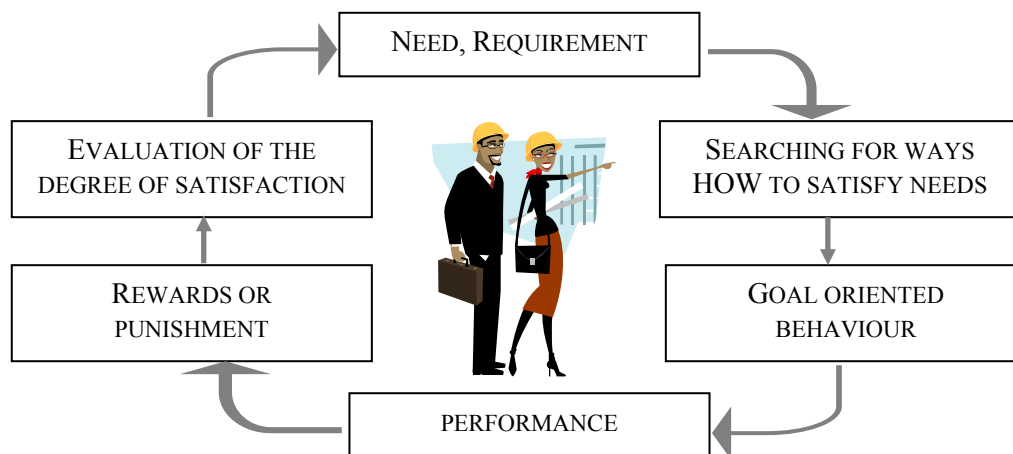 NEED, REQUIREMENT
SEARCHING FOR WAYS
HOW TO SATISFY NEEDS
GOAL ORIENTED
BEHAVIOUR
PERFORMANCE
REWARDS OR
PUNISHMENT
EVALUATION OF THE
DEGREE OF SATISFACTION